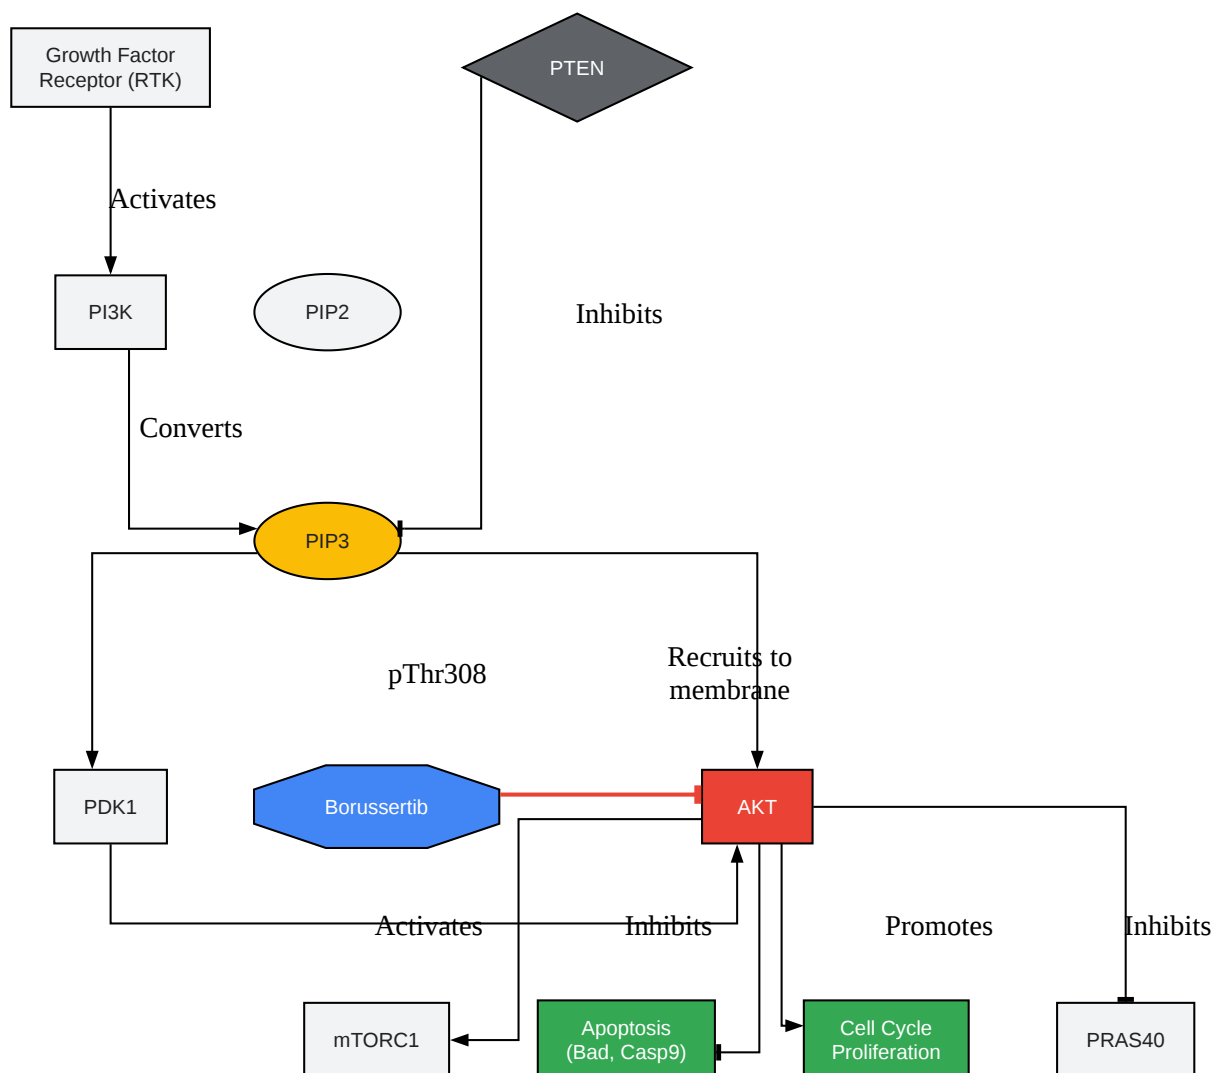 Growth Factor
Receptor (RTK)
PTEN
Activates
PI3K
PIP2
Inhibits
Converts
PIP3
pThr308
Recruits to
membrane
PDK1
Borussertib
AKT
Activates
Inhibits
Promotes
Inhibits
mTORC1
Apoptosis
(Bad, Casp9)
Cell Cycle
Proliferation
PRAS40